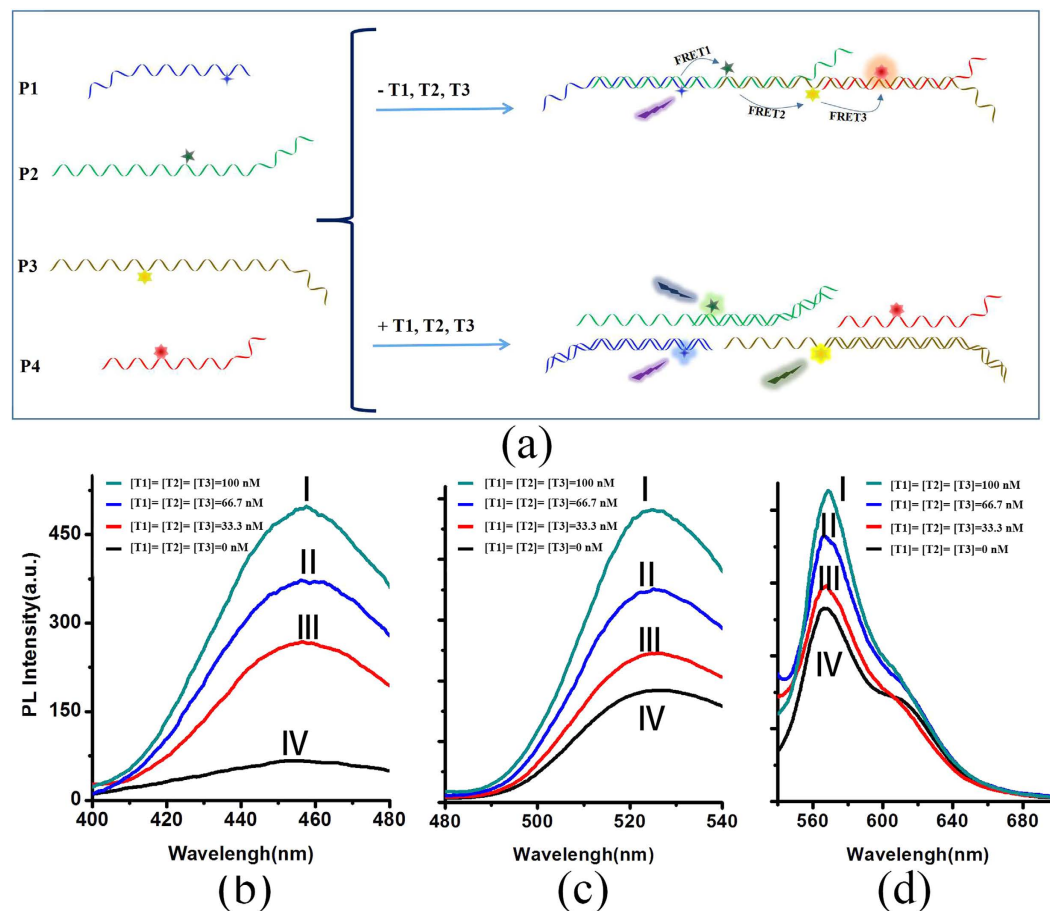 P1
P2
P3
P4
- T1, T2, T3
+ T1, T2, T3
FRET1
FRET2
FRET3
(a)
PL Intensity(a.u.)
450
300
150
0
[T1]= [T2]= [T3]=100 nM
[T1]= [T2]= [T3]=66.7 nM
[T1]= [T2]= [T3]=33.3 nM
[T1]= [T2]= [T3]=0 nM
I
II
III
IV
400 420 440 460 480
Wavelengh(nm)
(b)
[T1]= [T2]= [T3]=100 nM
[T1]= [T2]= [T3]=66.7 nM
[T1]= [T2]= [T3]=33.3 nM
[T1]= [T2]= [T3]=0 nM
I
II
III
IV
480 500 520 540
Wavelengh(nm)
(c)
[T1]= [T2]= [T3]=100 nM
[T1]= [T2]= [T3]=66.7 nM
[T1]= [T2]= [T3]=33.3 nM
[T1]= [T2]= [T3]=0 nM
I
II
III
IV
560 600 640 680
Wavelengh(nm)
(d)